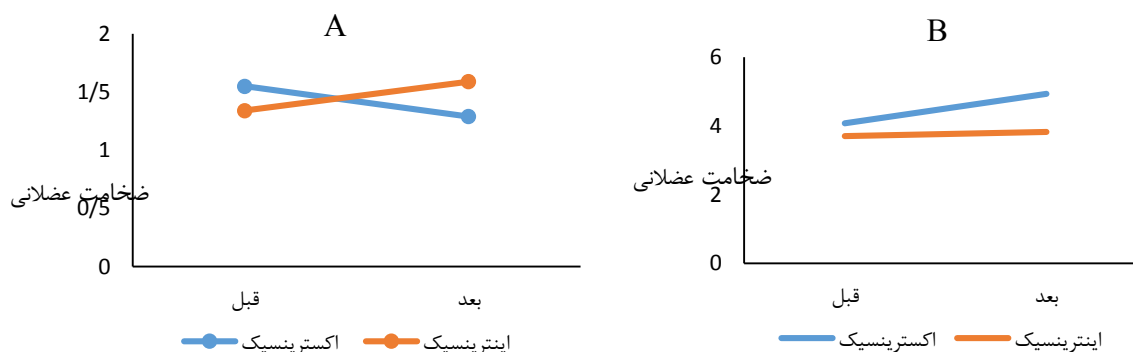 A
2
1/5
1
0/5
0
ضخامت عضلانی
قبل بعد
اکسترینسیک اینترینسیک
B
6
4
2
0
ضخامت عضلانی
قبل بعد
اکسترینسیک اینترینسیک